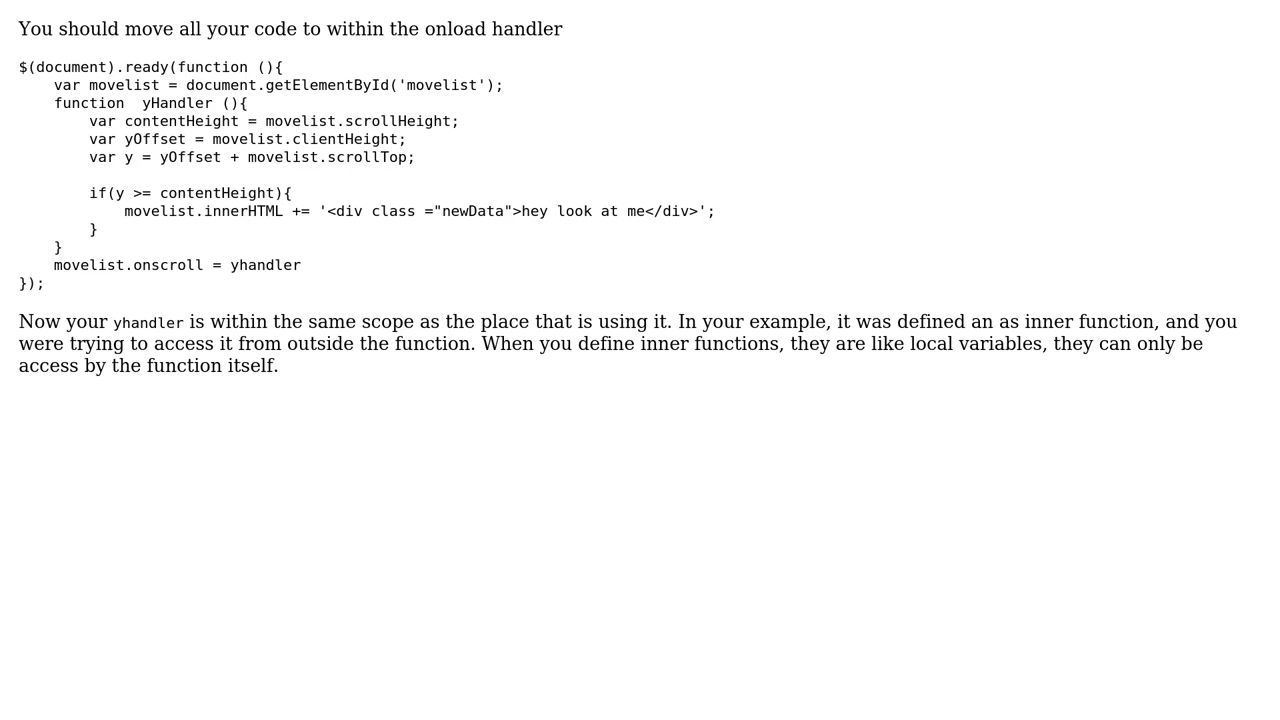 You should move all your code to within the onload handler
$(document).ready(function (){
    var movelist = document.getElementById('movelist');
    function  yHandler (){
        var contentHeight = movelist.scrollHeight;
        var yOffset = movelist.clientHeight;
        var y = yOffset + movelist.scrollTop;

        if(y >= contentHeight){
            movelist.innerHTML += '<div class ="newData">hey look at me</div>';
        }
    }
    movelist.onscroll = yhandler
});
Now your yhandler is within the same scope as the place that is using it. In your example, it was defined an as inner function, and you
were trying to access it from outside the function. When you define inner functions, they are like local variables, they can only be
access by the function itself.